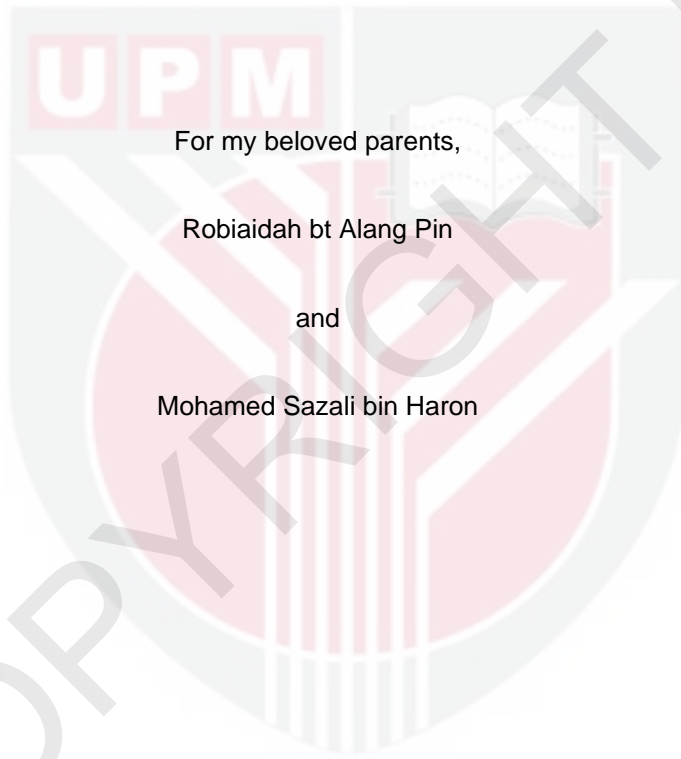 UPM
For my beloved parents,
Robiaidah bt Alang Pin
and
Mohamed Sazali bin Haron
COPYRIGHT